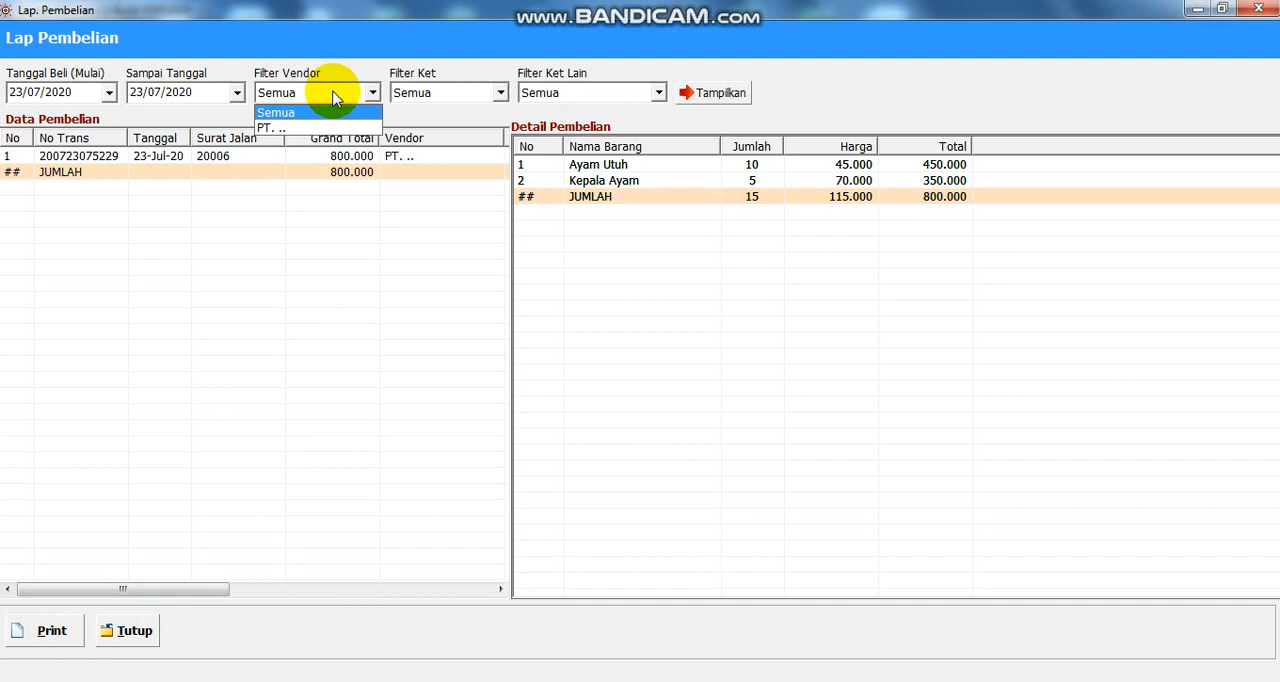 Lap. Pembelian
www.BANDICAM.com
Lap Pembelian
Tanggal Beli (Mulai) Sampai Tanggal Filter Vendor Filter Ket Filter Ket Lain
23/07/2020 23/07/2020 Semua Semua Semua Tampilkan
Semua
PT. ..
Data Pembelian
No No Trans Tanggal Surat Jalan Grand Total Vendor
1 200723075229 23-Jul-20 20006 800.000 PT. ..
## JUMLAH 800.000
Detail Pembelian
No Nama Barang Jumlah Harga Total
1 Ayam Utuh 10 45.000 450.000
2 Kepala Ayam 5 70.000 350.000
## JUMLAH 15 115.000 800.000
Print Tutup